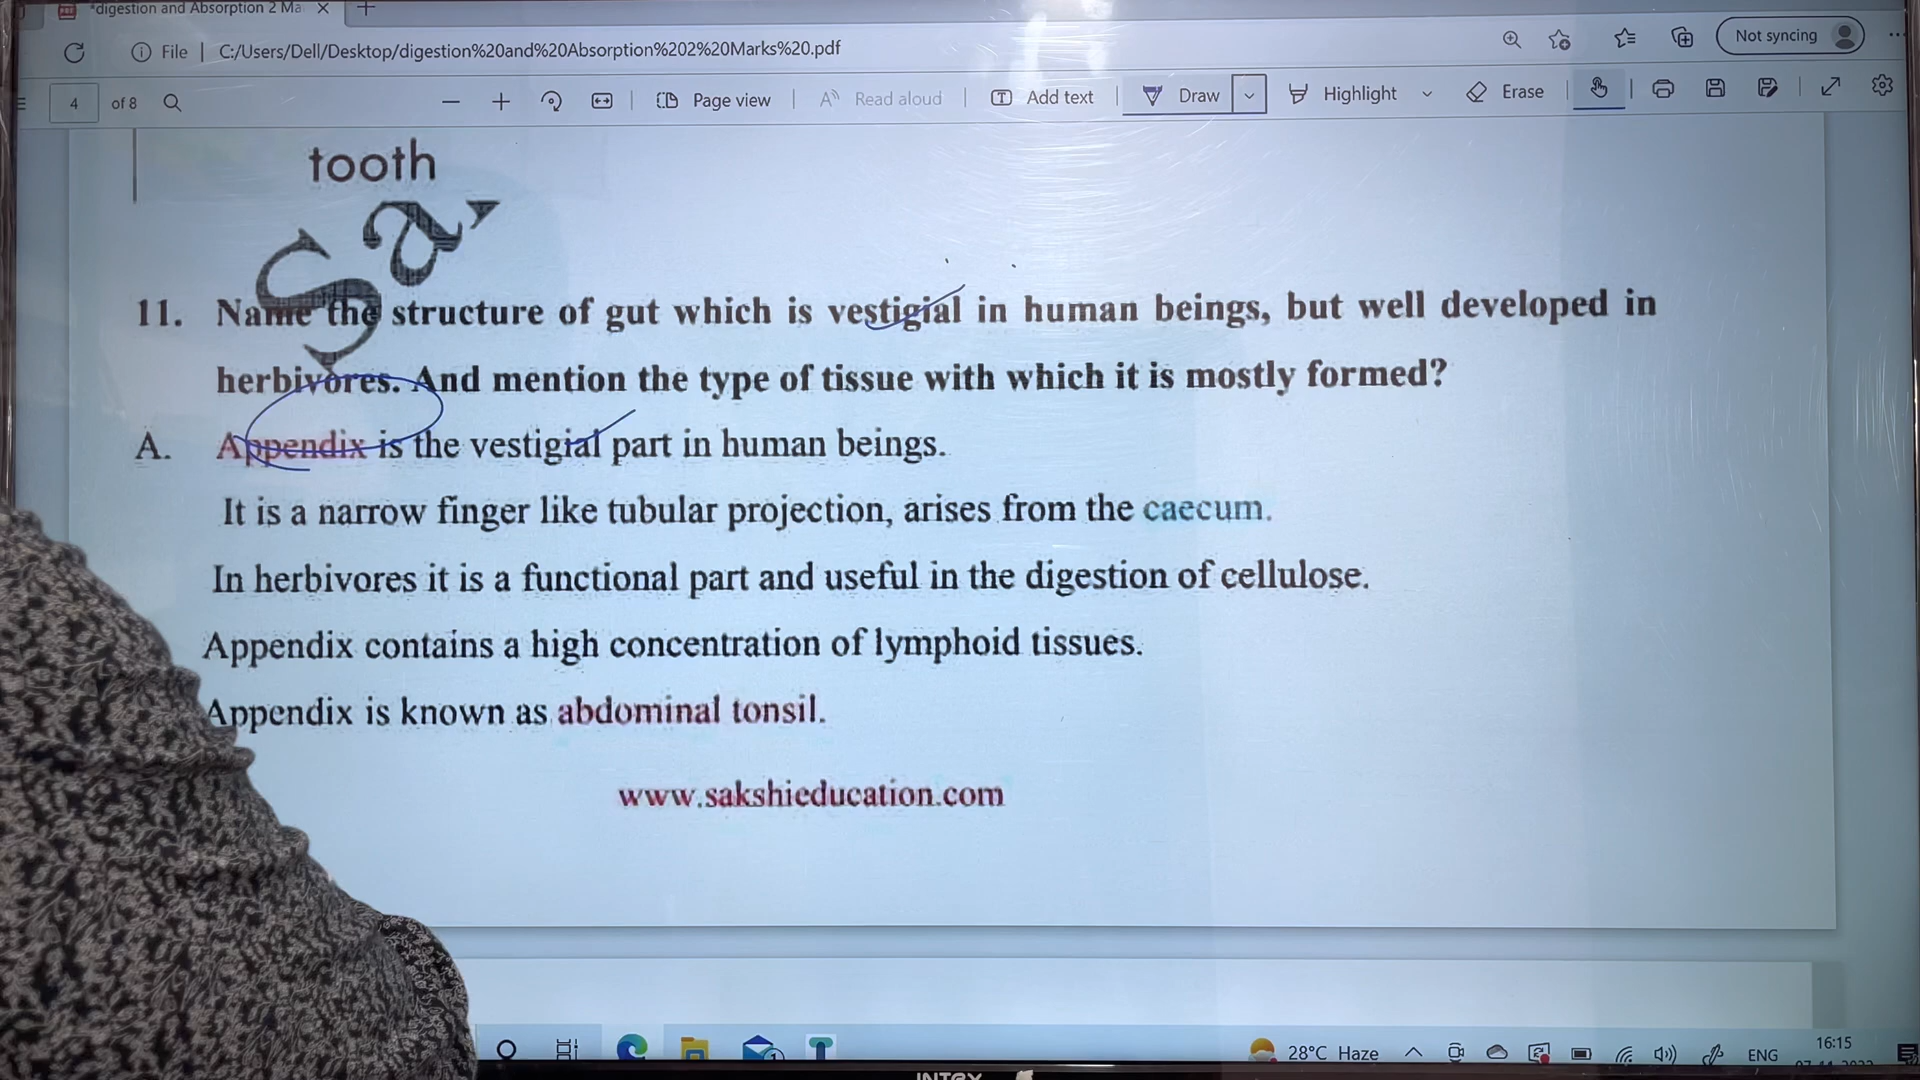 digestion and Absorption 2 Ma
File | C:/Users/Dell/Desktop/digestion%20and%20Absorption%202%20Marks%20.pdf
Not syncing
4 of 8
Page view
Read aloud
Add text
Draw
Highlight
Erase
tooth
Sa
11. Name the structure of gut which is vestigial in human beings, but well developed in
herbivores. And mention the type of tissue with which it is mostly formed?
A. Appendix is the vestigial part in human beings.
It is a narrow finger like tubular projection, arises from the caecum.
In herbivores it is a functional part and useful in the digestion of cellulose.
Appendix contains a high concentration of lymphoid tissues.
Appendix is known as abdominal tonsil.
www.sakshieducation.com
28°C Haze
ENG
16:15
INTEX